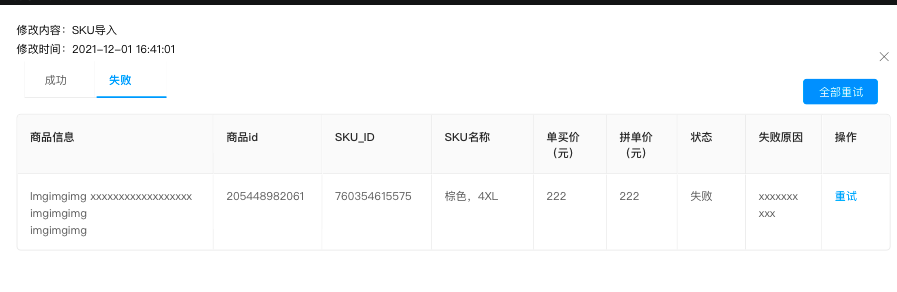 修改内容：SKU导入
修改时间：2021-12-01 16:41:01
成功
失败
全部重试
商品信息
商品id
SKU_ID
SKU名称
单买价
（元）
拼单价
（元）
状态
失败原因
操作
Imgimgimg xxxxxxxxxxxxxxxxxx
imgimgimg
imgimgimg
205448982061
760354615575
棕色，4XL
222
222
失败
xxxxxxx
xxx
重试